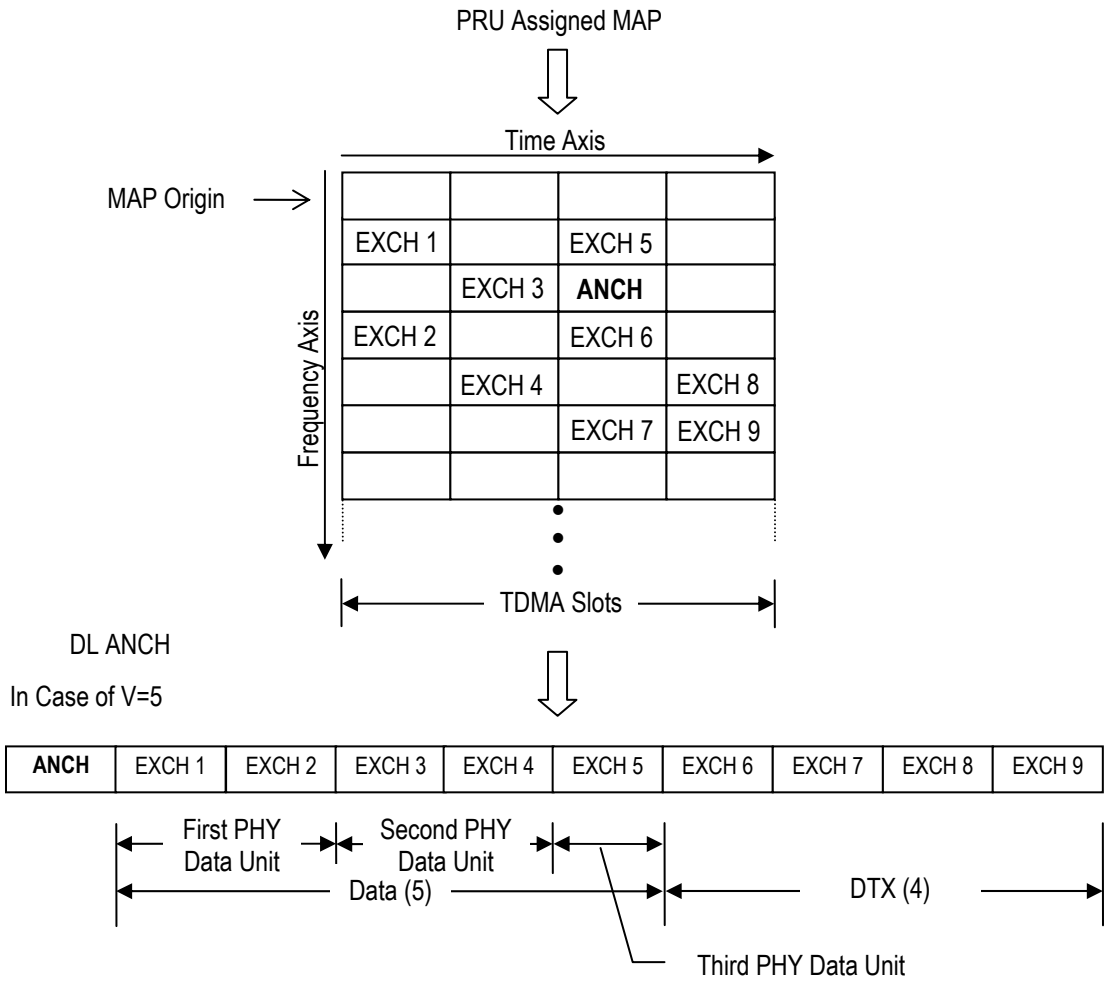 PRU Assigned MAP
Time Axis
MAP Origin
Frequency Axis
EXCH 1 EXCH 5
EXCH 3 ANCH
EXCH 2 EXCH 6
EXCH 4 EXCH 8
EXCH 7 EXCH 9
TDMA Slots
DL ANCH
In Case of V=5
ANCH EXCH 1 EXCH 2 EXCH 3 EXCH 4 EXCH 5 EXCH 6 EXCH 7 EXCH 8 EXCH 9
First PHY
Data Unit
Second PHY
Data Unit
Data (5)
DTX (4)
Third PHY Data Unit